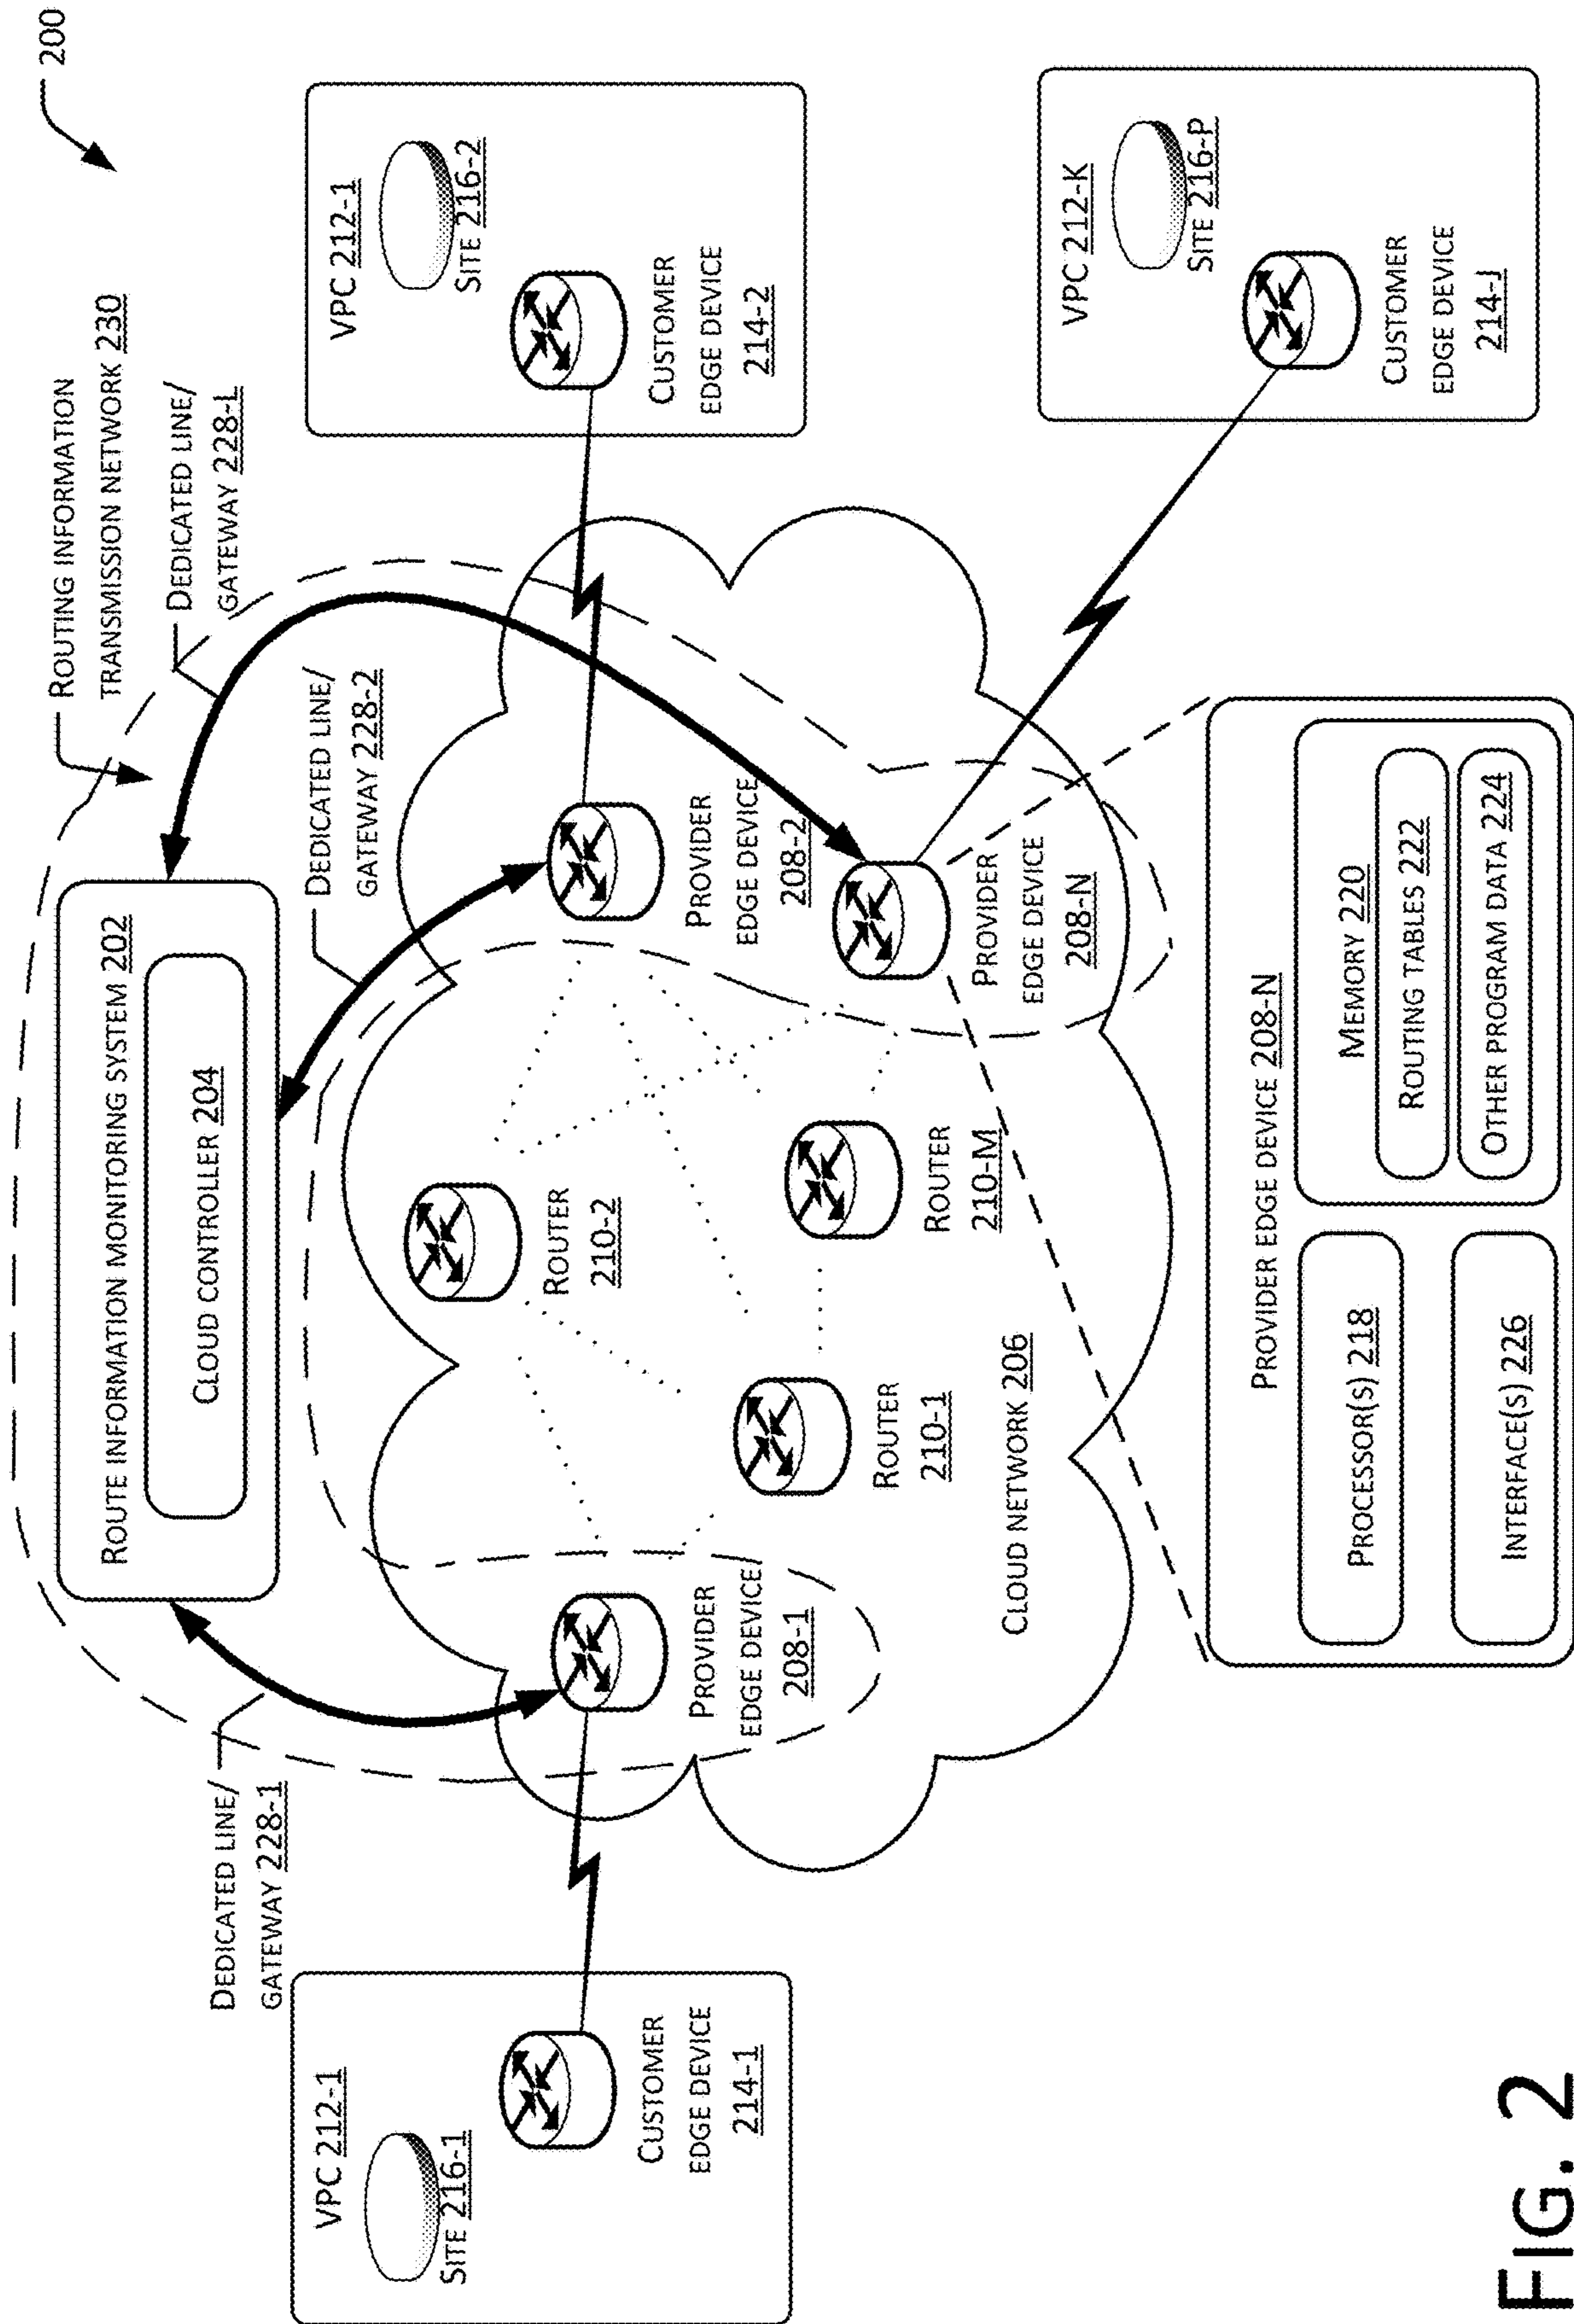 200
ROUTING INFORMATION
TRANSMISSION NETWORK 230
DEDICATED LINE/
GATEWAY 228-L
DEDICATED LINE/
GATEWAY 228-2
DEDICATED LINE/
GATEWAY 228-1
ROUTE INFORMATION MONITORING SYSTEM 202
CLOUD CONTROLLER 204
VPC 212-1
SITE 216-1
CUSTOMER
EDGE DEVICE
214-1
VPC 212-1
SITE 216-2
CUSTOMER
EDGE DEVICE
214-2
PROVIDER
EDGE DEVICE
208-1
ROUTER
210-2
PROVIDER
EDGE DEVICE
208-2
ROUTER
210-1
ROUTER
210-M
PROVIDER
EDGE DEVICE
208-N
CLOUD NETWORK 206
VPC 212-K
SITE 216-P
CUSTOMER
EDGE DEVICE
214-J
PROVIDER EDGE DEVICE 208-N
PROCESSOR(S) 218
INTERFACE(S) 226
MEMORY 220
ROUTING TABLES 222
OTHER PROGRAM DATA 224
FIG. 2